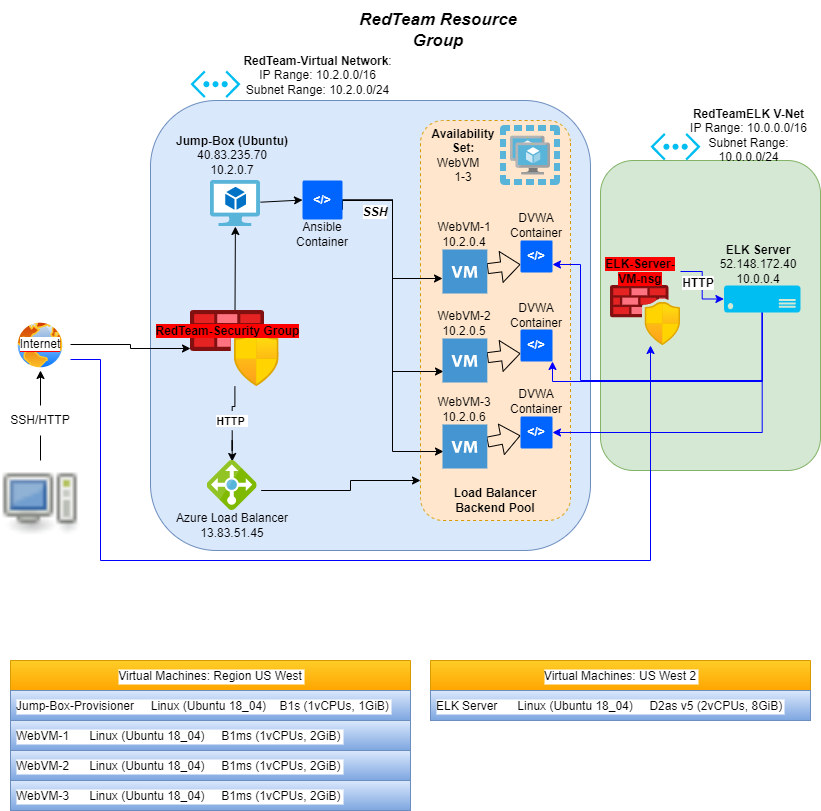 RedTeam Resource
Group
RedTeam-Virtual Network:
IP Range: 10.2.0.0/16
Subnet Range: 10.2.0.0/24
RedTeamELK V-Net
IP Range: 10.0.0.0/16
Subnet Range:
10.0.0.0/24
Jump-Box (Ubuntu)
40.83.235.70
10.2.0.7
</>
Ansible
Container
SSH
Availability
Set:
WebVM
1-3
WebVM-1
10.2.0.4
VM
DVWA
Container
</>
WebVM-2
10.2.0.5
VM
DVWA
Container
</>
WebVM-3
10.2.0.6
VM
DVWA
Container
</>
Load Balancer
Backend Pool
ELK-Server-
VM-nsg
HTTP
ELK Server
52.148.172.40
10.0.0.4
RedTeam-Security Group
Internet
SSH/HTTP
HTTP
Azure Load Balancer
13.83.51.45
Virtual Machines: Region US West
Jump-Box-Provisioner Linux (Ubuntu 18_04) B1s (1vCPUs, 1GiB)
WebVM-1 Linux (Ubuntu 18_04) B1ms (1vCPUs, 2GiB)
WebVM-2 Linux (Ubuntu 18_04) B1ms (1vCPUs, 2GiB)
WebVM-3 Linux (Ubuntu 18_04) B1ms (1vCPUs, 2GiB)
Virtual Machines: US West 2
ELK Server Linux (Ubuntu 18_04) D2as v5 (2vCPUs, 8GiB)